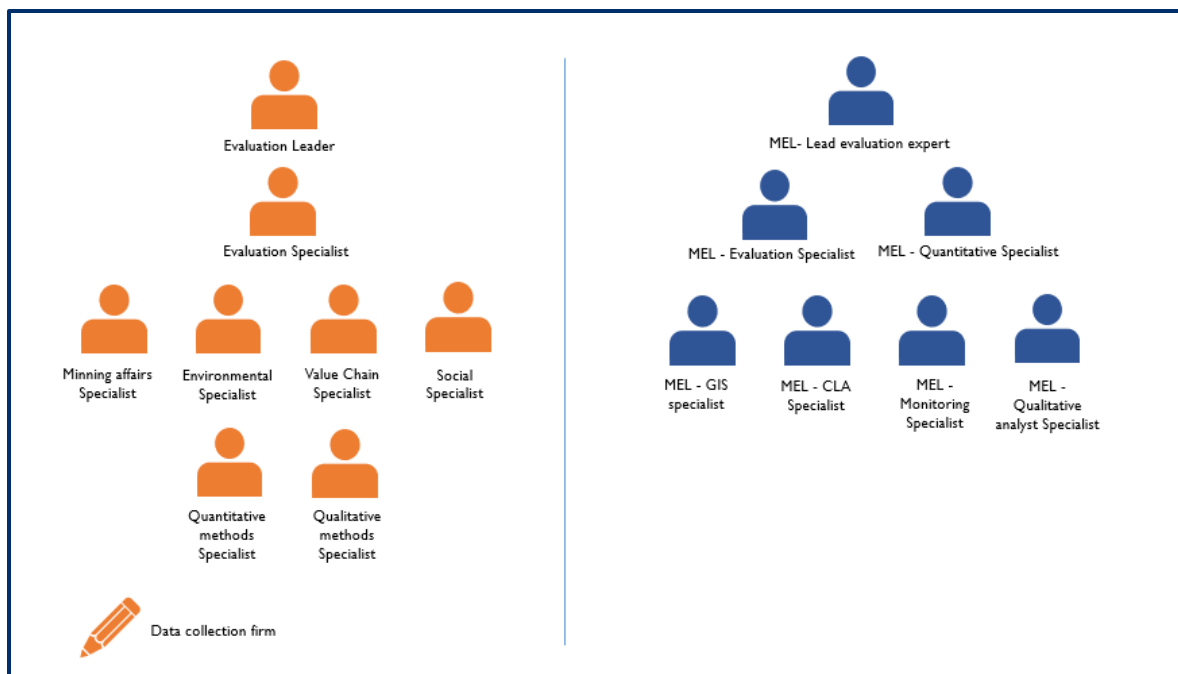 Evaluation Leader
Evaluation Specialist
Minning affairs
Specialist
Environmental
Specialist
Value Chain
Specialist
Social
Specialist
Quantitative
methods
Specialist
Qualitative
methods
Specialist
Data collection firm
MEL- Lead evaluation expert
MEL - Evaluation Specialist
MEL - Quantitative Specialist
MEL - GIS
specialist
MEL - CLA
Specialist
MEL -
Monitoring
Specialist
MEL -
Qualitative
analyst Specialist